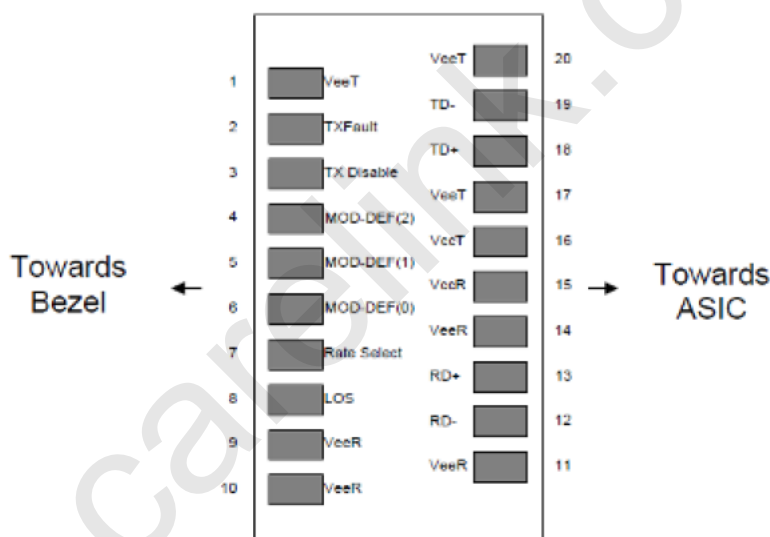 VeeT 20
1 VeeT
TD- 19
2 TXFault
TD+ 18
3 TX Disable
VeeT 17
4 MOD-DEF(2)
VccT 16
5 MOD-DEF(1)
Towards
Bezel
VccR 15
Towards
ASIC
6 MOD-DEF(0)
VeeR 14
7 Rate Select
RD+ 13
8 LOS
RD- 12
9 VeeR
VeeR 11
10 VeeR
carelink.c